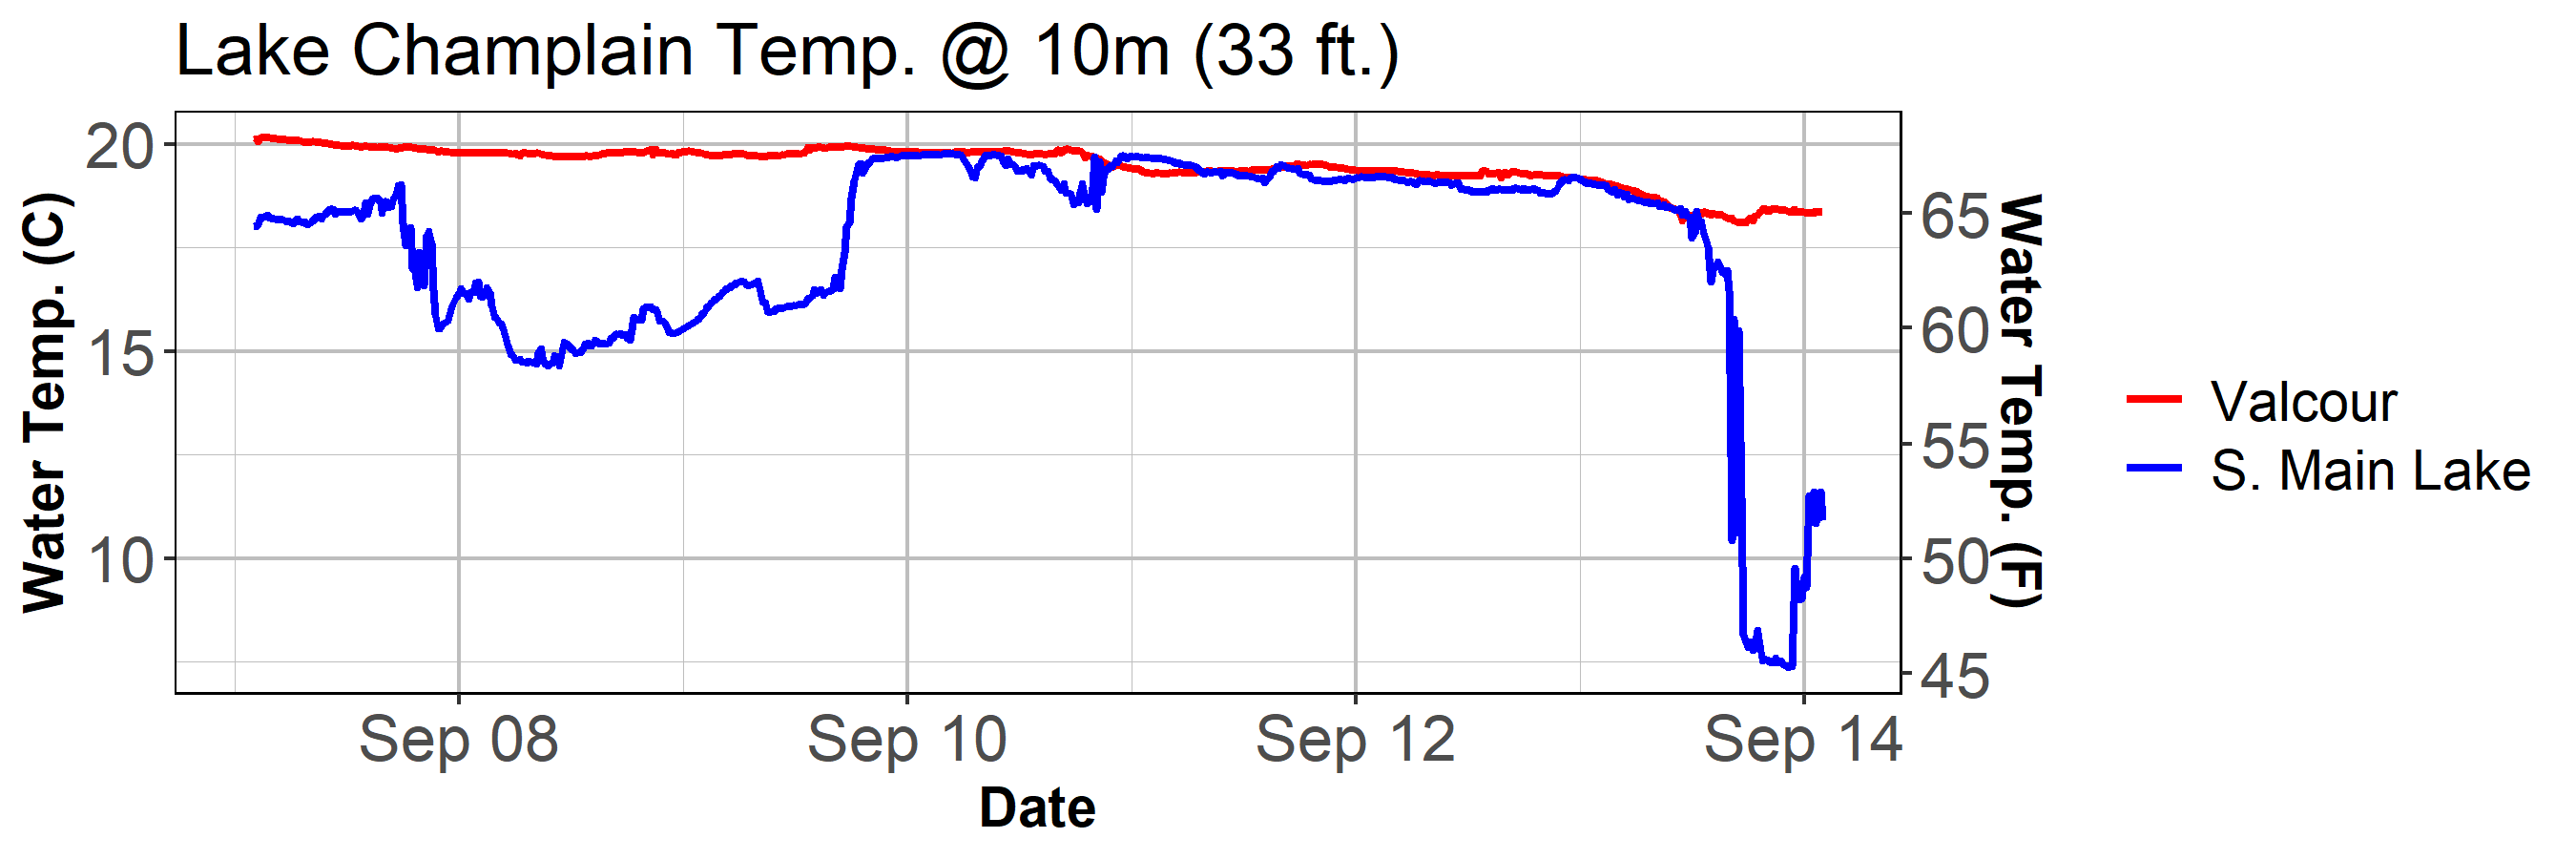 Lake Champlain Temp. @ 10m (33 ft.)
Water Temp. (C)
20
15
10
65
60
55
50
45
Water Temp. (F)
Sep 08
Sep 10
Sep 12
Sep 14
Date
Valcour
S. Main Lake